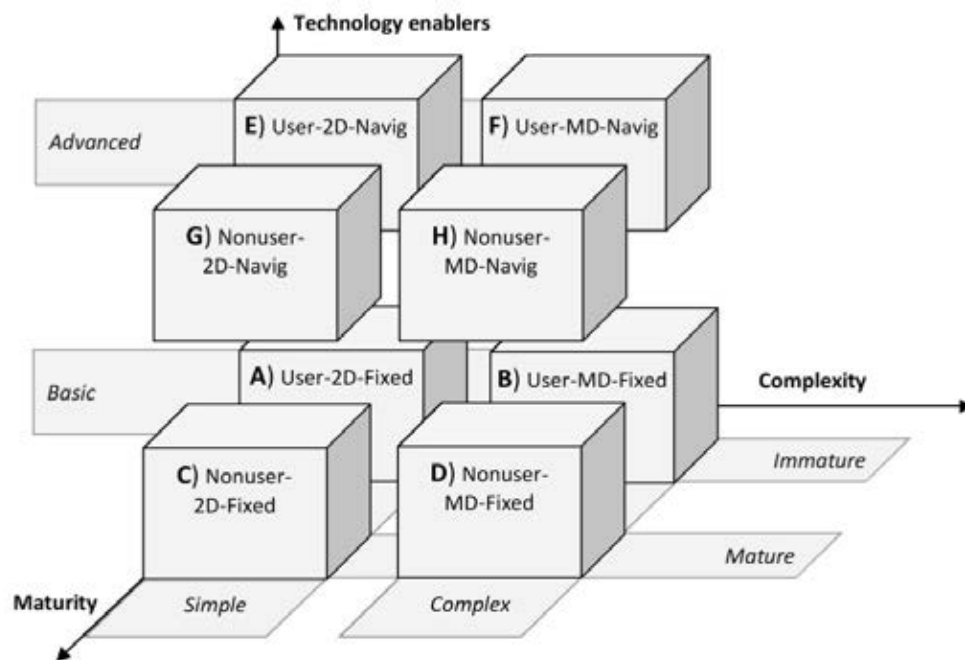 Technology enablers
E) User-2D-Navig
F) User-MD-Navig
Advanced
G) Nonuser-
2D-Navig
H) Nonuser-
MD-Navig
A) User-2D-Fixed
B) User-MD-Fixed
Basic
Complexity
C) Nonuser-
2D-Fixed
D) Nonuser-
MD-Fixed
Immature
Mature
Maturity
Simple
Complex